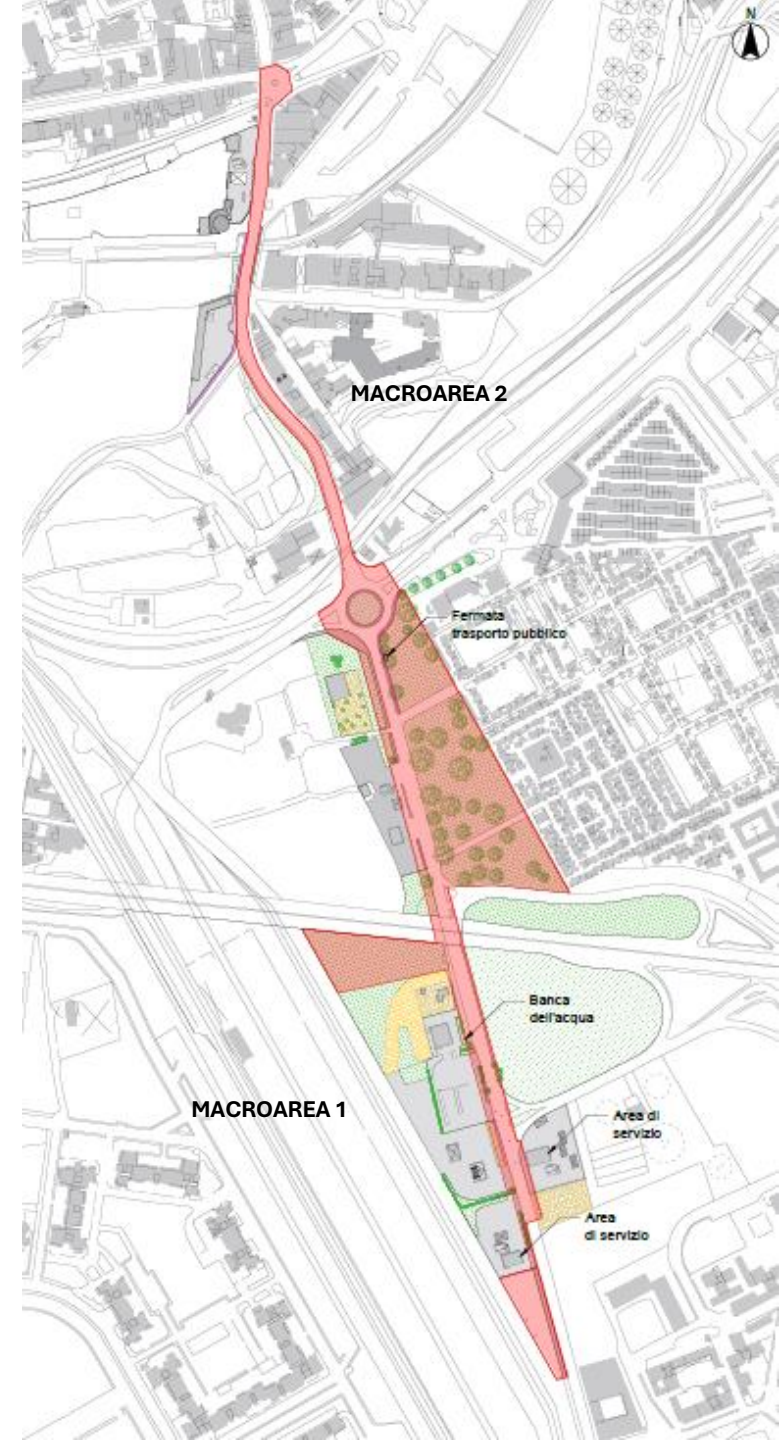 N
MACROAREA 2
Fermata
trasporto pubblico
Banca
dell'acqua
MACROAREA 1
Area di
servizio
Area
di servizio